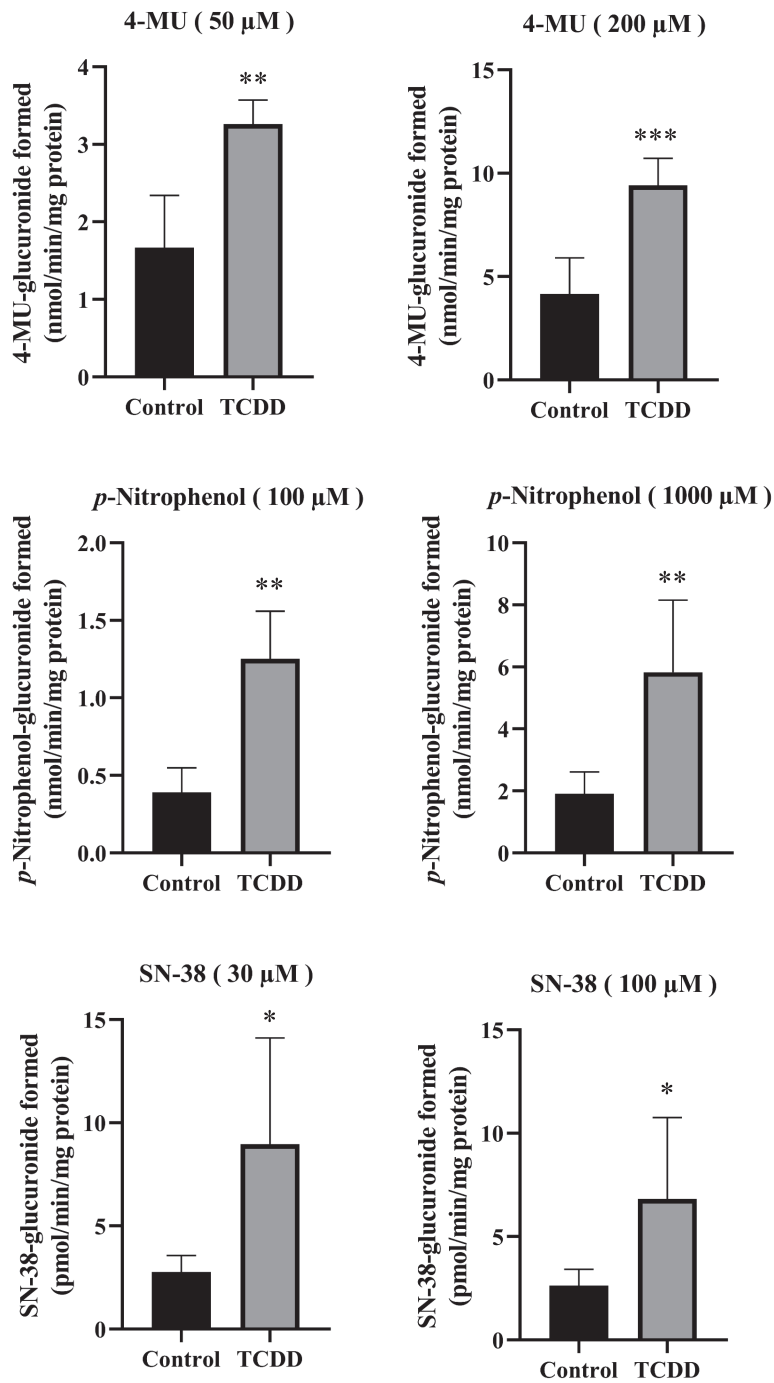 4-MU ( 50 µM )
4-MU-glucuronide formed
(nmol/min/mg protein)
4
3
2
1
0
**
Control TCDD
4-MU ( 200 µM )
4-MU-glucuronide formed
(nmol/min/mg protein)
15
10
5
0
***
Control TCDD
p-Nitrophenol ( 100 µM )
p-Nitrophenol-glucuronide formed
(nmol/min/mg protein)
2.0
1.5
1.0
0.5
0.0
**
Control TCDD
p-Nitrophenol ( 1000 µM )
p-Nitrophenol-glucuronide formed
(nmol/min/mg protein)
10
8
6
4
2
0
**
Control TCDD
SN-38 ( 30 µM )
SN-38-glucuronide formed
(pmol/min/mg protein)
15
10
5
0
*
Control TCDD
SN-38 ( 100 µM )
SN-38-glucuronide formed
(pmol/min/mg protein)
15
10
5
0
*
Control TCDD